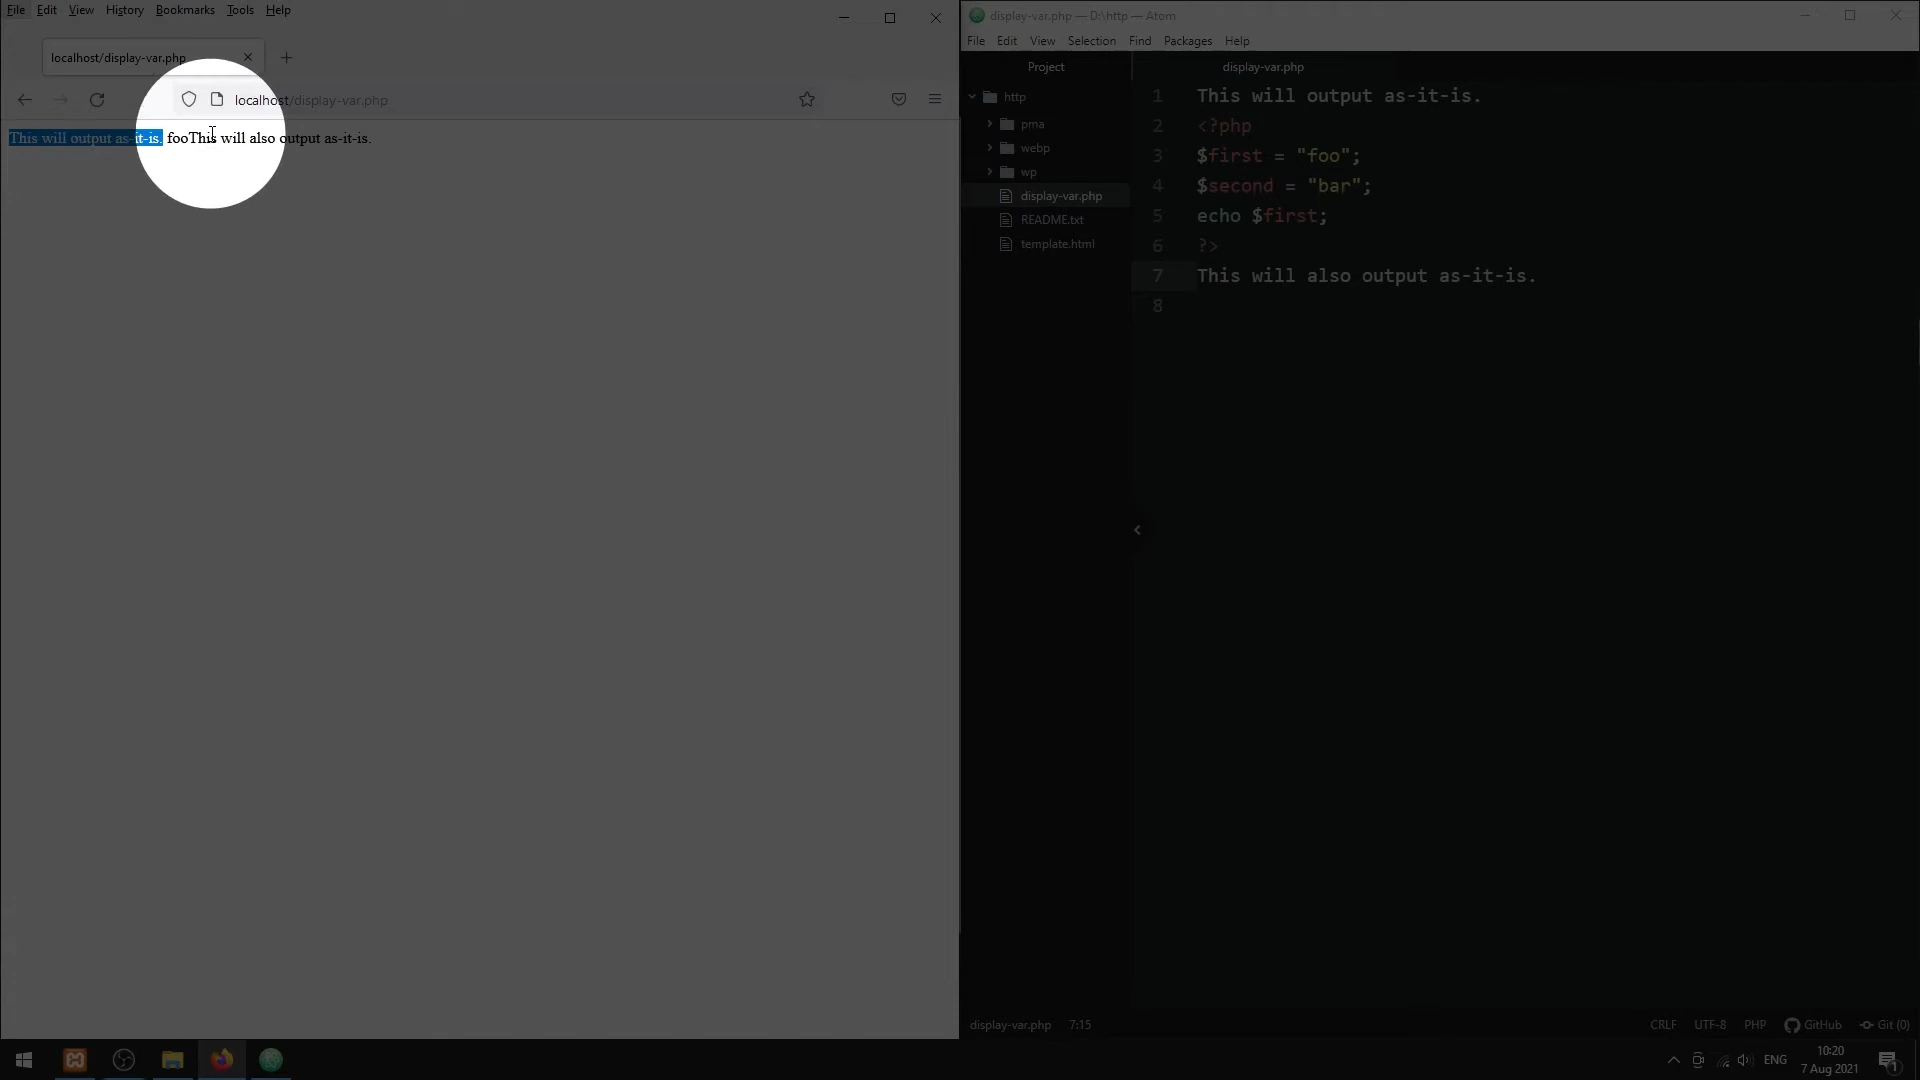 File Edit View History Bookmarks Tools Help
localhost/display-var.php
localhost/display-var.php
This will output as-it-is. fooThis will also output as-it-is.
display-var.php — D:\http — Atom
File Edit View Selection Find Packages Help
Project
http
pma
webp
wp
display-var.php
README.txt
template.html
display-var.php
1 This will output as-it-is.
2 <?php
3 $first = "foo";
4 $second = "bar";
5 echo $first;
6 ?>
7 This will also output as-it-is.
8
display-var.php 7:15
CRLF UTF-8 PHP GitHub Git (0)
ENG
10:20
7 Aug 2021
1